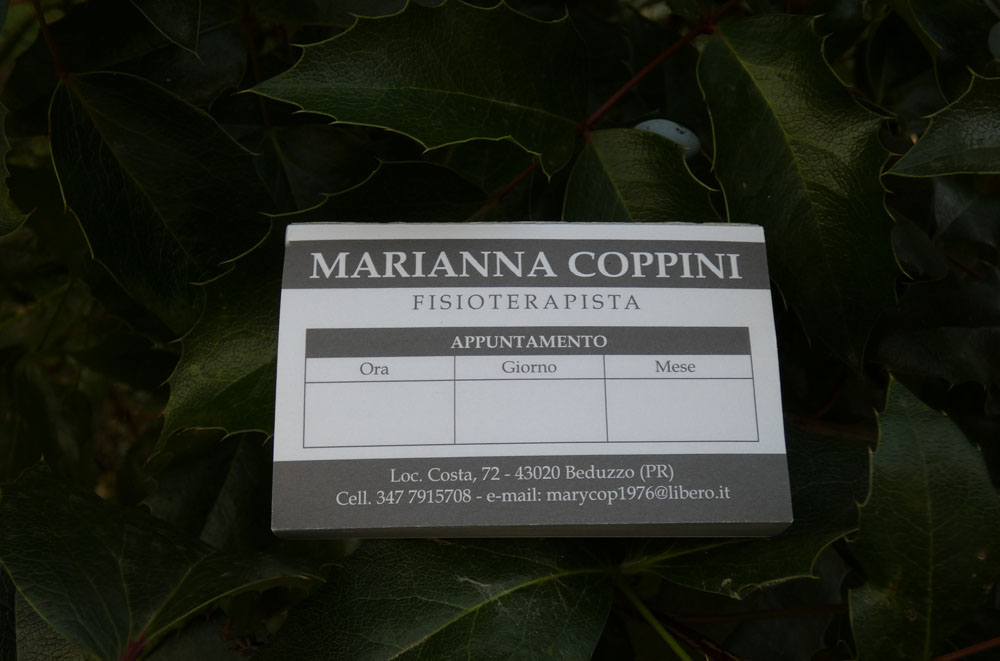 MARIANNA COPPINI
FISIOTERAPISTA
APPUNTAMENTO
Ora Giorno Mese
Loc. Costa, 72 - 43020 Beduzzo (PR)
Cell. 347 7915708 - e-mail: marycop1976@libero.it